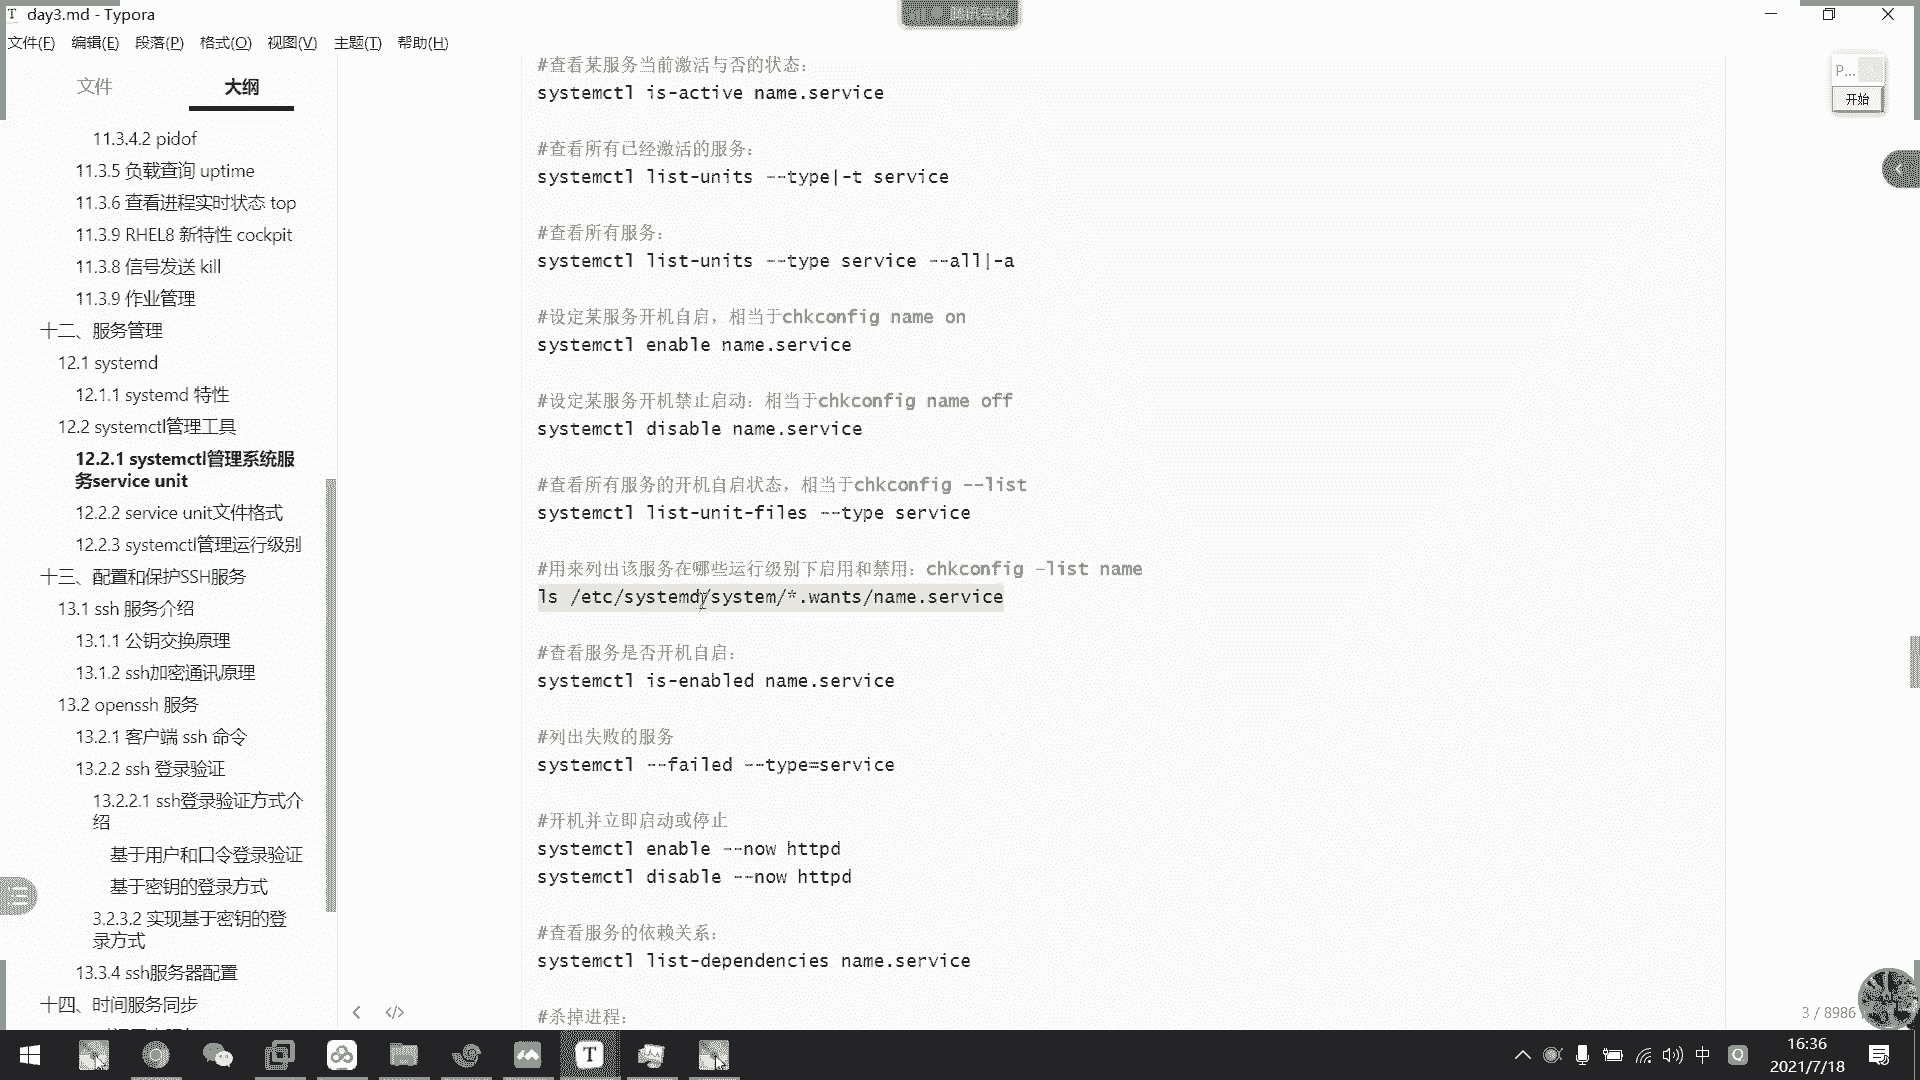 day3.md - Typora
文件(F) 编辑(E) 段落(P) 格式(O) 视图(V) 主题(T) 帮助(H)
文件 大纲
11.3.4.2 pidof
11.3.5 负载查询 uptime
11.3.6 查看进程实时状态 top
11.3.9 RHEL8 新特性 cockpit
11.3.8 信号发送 kill
11.3.9 作业管理
十二、服务管理
12.1 systemd
12.1.1 systemd 特性
12.2 systemctl管理工具
12.2.1 systemctl管理系统服
务service unit
12.2.2 service unit文件格式
12.2.3 systemctl管理运行级别
十三、配置和保护SSH服务
13.1 ssh 服务介绍
13.1.1 公钥交换原理
13.1.2 ssh加密通讯原理
13.2 openssh 服务
13.2.1 客户端 ssh 命令
13.2.2 ssh 登录验证
13.2.2.1 ssh登录验证方式介
绍
基于用户和口令登录验证
基于密钥的登录方式
3.2.3.2 实现基于密钥的登
录方式
13.3.4 ssh服务器配置
十四、时间服务同步
#查看某服务当前激活与否的状态：
systemctl is-active name.service
#查看所有已经激活的服务：
systemctl list-units --type|-t service
#查看所有服务：
systemctl list-units --type service --all|-a
#设定某服务开机自启，相当于chkconfig name on
systemctl enable name.service
#设定某服务开机禁止启动：相当于chkconfig name off
systemctl disable name.service
#查看所有服务的开机自启状态，相当于chkconfig --list
systemctl list-unit-files --type service
#用来列出该服务在哪些运行级别下启用和禁用：chkconfig –list name
ls /etc/systemd/system/*.wants/name.service
#查看服务是否开机自启：
systemctl is-enabled name.service
#列出失败的服务
systemctl --failed --type=service
#开机并立即启动或停止
systemctl enable --now httpd
systemctl disable --now httpd
#查看服务的依赖关系：
systemctl list-dependencies name.service
#杀掉进程：
P...
开始
3 / 8986
中
16:36
2021/7/18